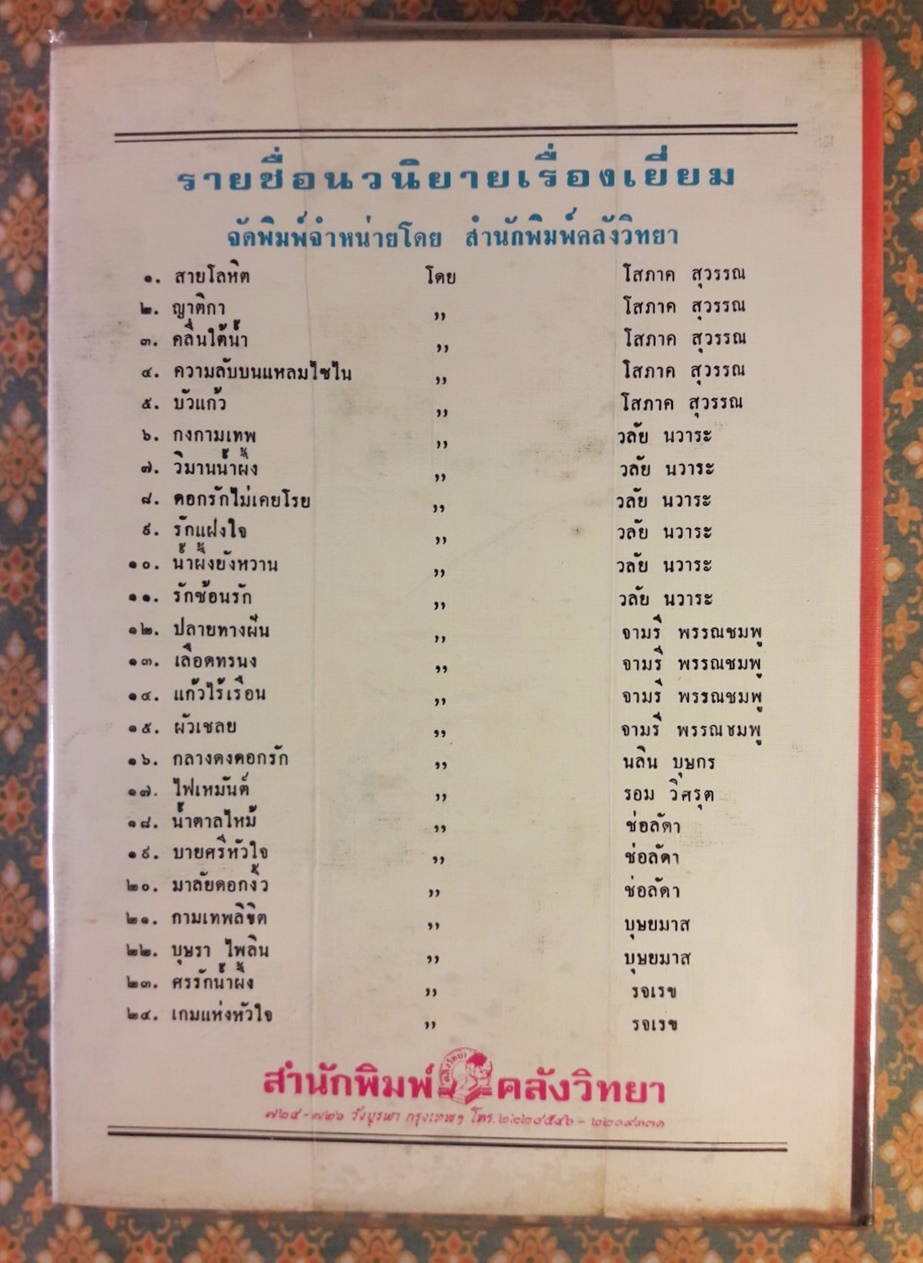 รายชื่อนวนิยายเรื่องเยี่ยม
จัดพิมพ์จำหน่ายโดย สำนักพิมพ์คลังวิทยา
๑. สายโลหิต โดย โสภาค สุวรรณ
๒. ญาติกา ,, โสภาค สุวรรณ
๓. คลื่นใต้น้ำ ,, โสภาค สุวรรณ
๔. ความลับบนแหลมไซไน ,, โสภาค สุวรรณ
๕. บัวแก้ว ,, โสภาค สุวรรณ
๖. กงกามเทพ ,, วลัย นวาระ
๗. วิมานน้ำผึ้ง ,, วลัย นวาระ
๘. ดอกรักไม่เคยโรย ,, วลัย นวาระ
๙. รักแฝงใจ ,, วลัย นวาระ
๑๐. น้ำผึ้งยังหวาน ,, วลัย นวาระ
๑๑. รักซ้อนรัก ,, วลัย นวาระ
๑๒. ปลายทางฝัน ,, จามรี พรรณชมพู
๑๓. เลือดทรนง ,, จามรี พรรณชมพู
๑๔. แก้วไร้เรือน ,, จามรี พรรณชมพู
๑๕. ผัวเชลย ,, จามรี พรรณชมพู
๑๖. กลางดงดอกรัก ,, นลิน บุษกร
๑๗. ไฟเหมันต์ ,, รอม วิศรุต
๑๘. น้ำตาลไหม้ ,, ช่อลัดา
๑๙. บายศรีหัวใจ ,, ช่อลัดา
๒๐. มาลัยดอกงิ้ว ,, ช่อลัดา
๒๑. กามเทพลิขิต ,, บุษยมาส
๒๒. บุษรา ไพลิน ,, บุษยมาส
๒๓. ศรรักน้ำผึ้ง ,, รจเรข
๒๔. เกมแห่งหัวใจ ,, รจเรข
สำนักพิมพ์ คลังวิทยา
๗๒๔-๗๒๖ วังบูรพา กรุงเทพฯ โทร.